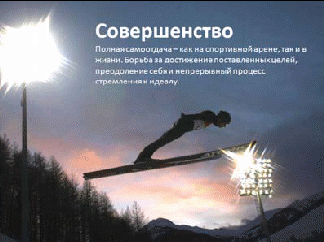 Совершенство
Полная самоотдача – как на спортивной арене, так и в
жизни. Борьба за достижение поставленных целей,
преодоление себя и непрерывный процесс
стремления к идеалу.